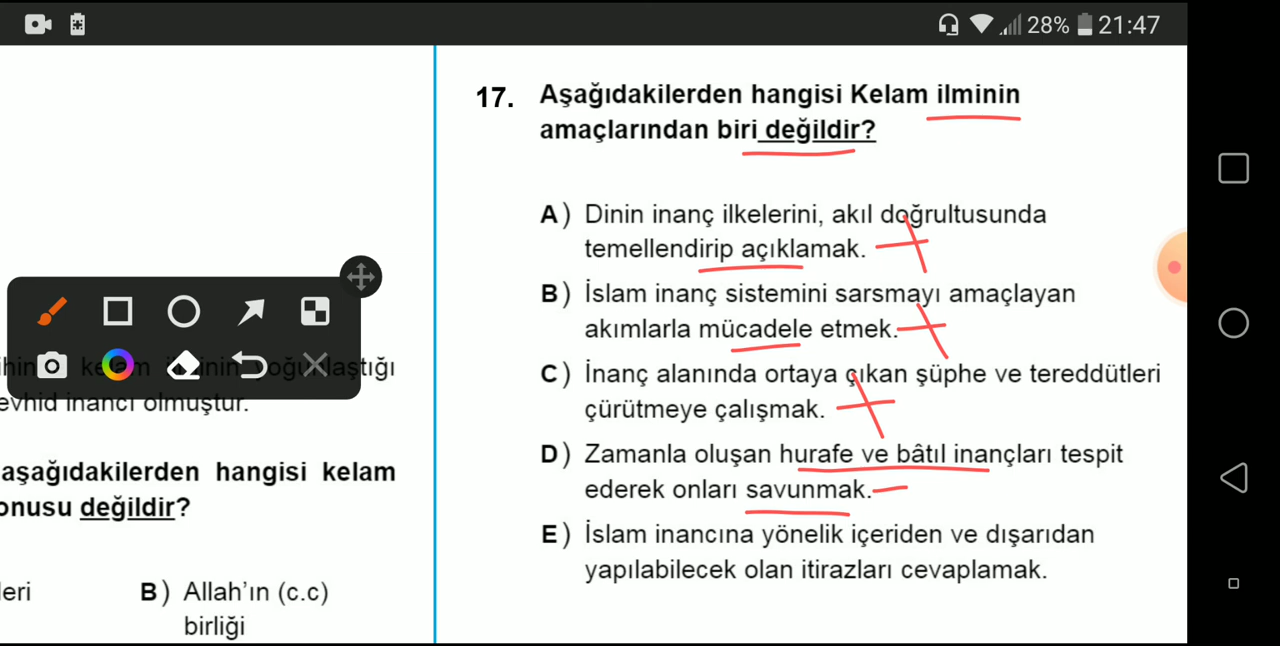 28% 21:47
17. Aşağıdakilerden hangisi Kelam ilminin
amaçlarından biri değildir?
A) Dinin inanç ilkelerini, akıl doğrultusunda
temellendirip açıklamak.
B) İslam inanç sistemini sarsmayı amaçlayan
akımlarla mücadele etmek.
C) İnanç alanında ortaya çıkan şüphe ve tereddütleri
çürütmeye çalışmak.
D) Zamanla oluşan hurafe ve bâtıl inançları tespit
ederek onları savunmak.
E) İslam inancına yönelik içeriden ve dışarıdan
yapılabilecek olan itirazları cevaplamak.
yoğunlaştığı
evhid inancı olmuştur.
aşağıdakilerden hangisi kelam
onusu değildir?
leri B) Allah'ın (c.c)
birliği